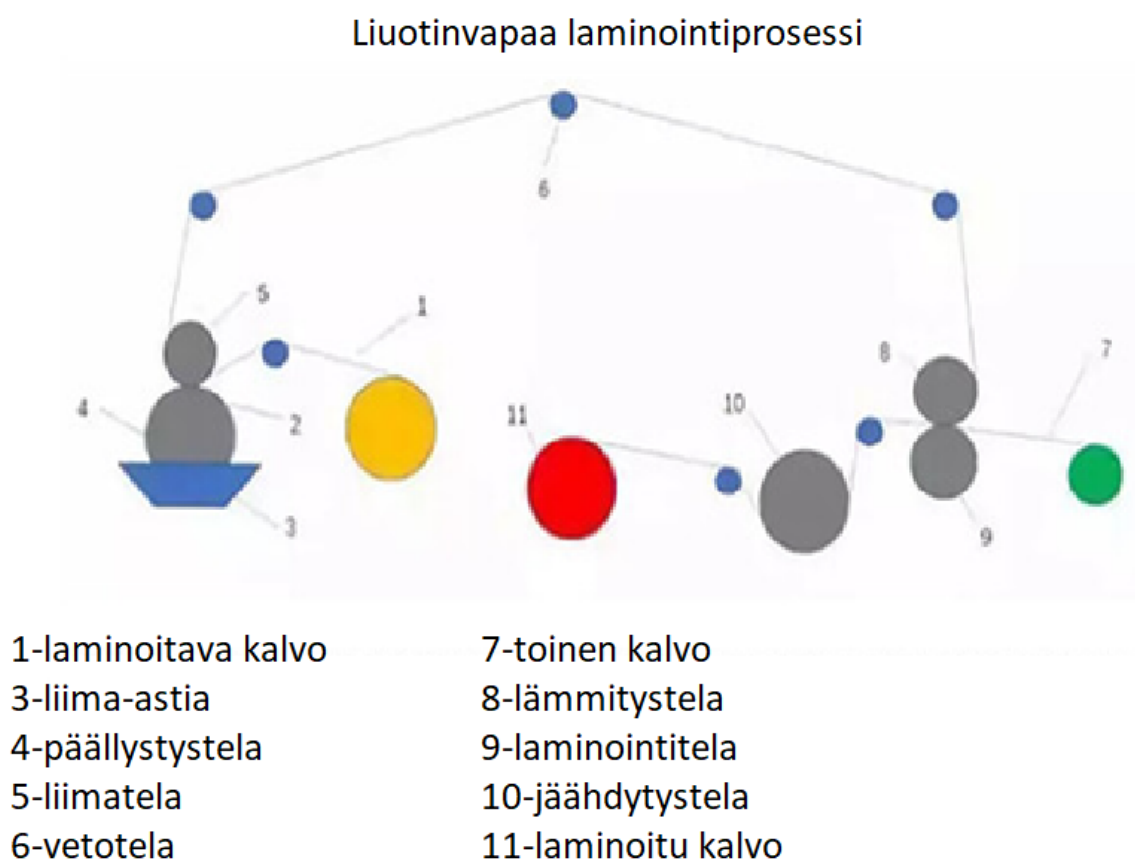 Liuotinvapaa laminointiprosessi
6
5
1
8
7
4
2
11
10
3
9
1-laminoitava kalvo
3-liima-astia
4-päällystystela
5-liimatela
6-vetotela
7-toinen kalvo
8-lämmitystela
9-laminointitela
10-jäähdytystela
11-laminoitu kalvo